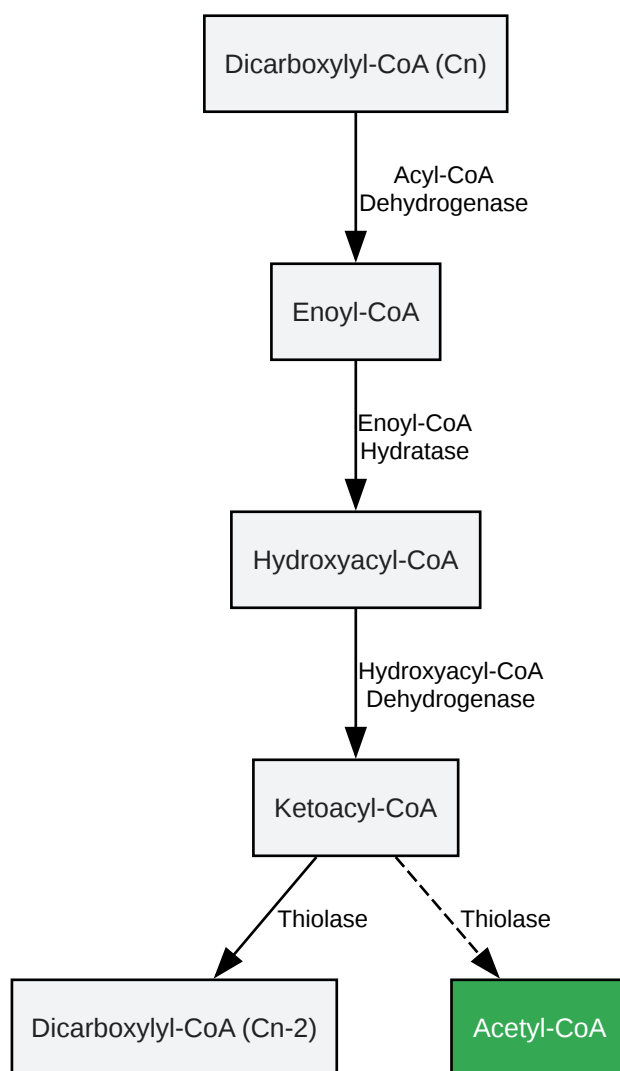 Dicarboxylyl-CoA (Cn)
Acyl-CoA
Dehydrogenase
Enoyl-CoA
Enoyl-CoA
Hydratase
Hydroxyacyl-CoA
Hydroxyacyl-CoA
Dehydrogenase
Ketoacyl-CoA
Thiolase
Thiolase
Dicarboxylyl-CoA (Cn-2)
Acetyl-CoA